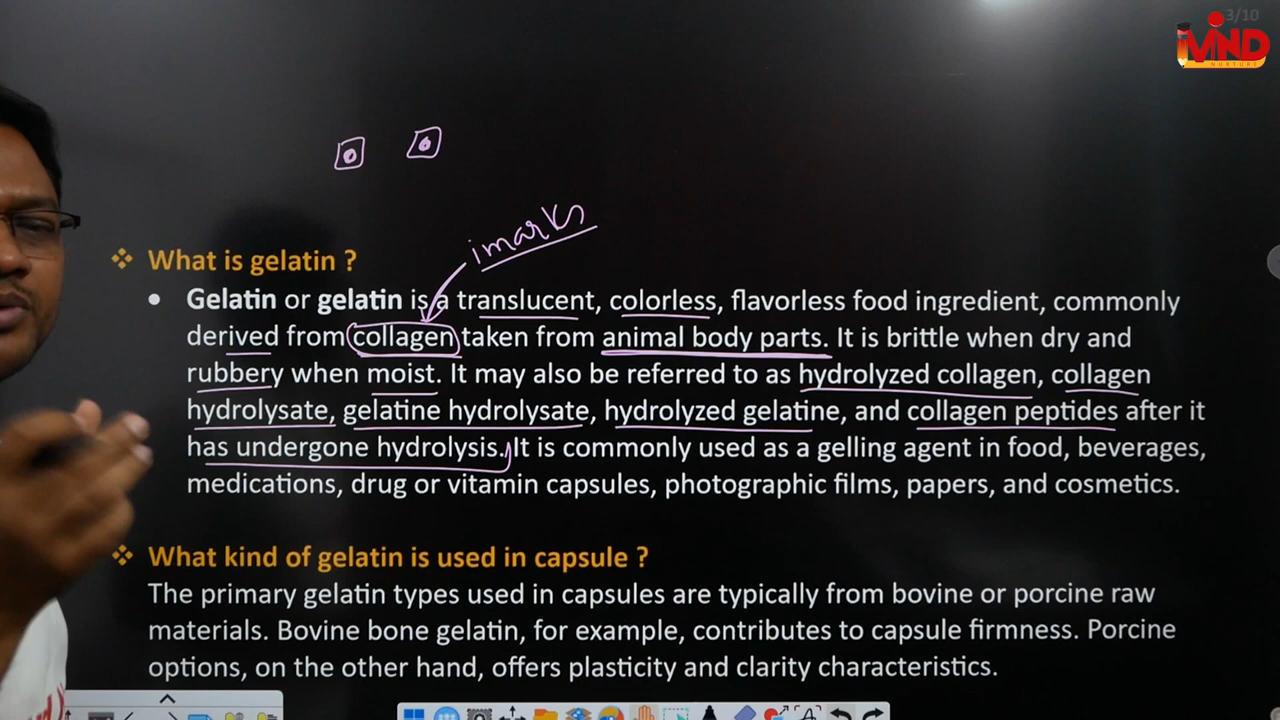 3/10
MIND
NURTURE
imarks
What is gelatin ?
Gelatin or gelatin is a translucent, colorless, flavorless food ingredient, commonly
derived from collagen taken from animal body parts. It is brittle when dry and
rubbery when moist. It may also be referred to as hydrolyzed collagen, collagen
hydrolysate, gelatine hydrolysate, hydrolyzed gelatine, and collagen peptides after it
has undergone hydrolysis. It is commonly used as a gelling agent in food, beverages,
medications, drug or vitamin capsules, photographic films, papers, and cosmetics.
What kind of gelatin is used in capsule ?
The primary gelatin types used in capsules are typically from bovine or porcine raw
materials. Bovine bone gelatin, for example, contributes to capsule firmness. Porcine
options, on the other hand, offers plasticity and clarity characteristics.